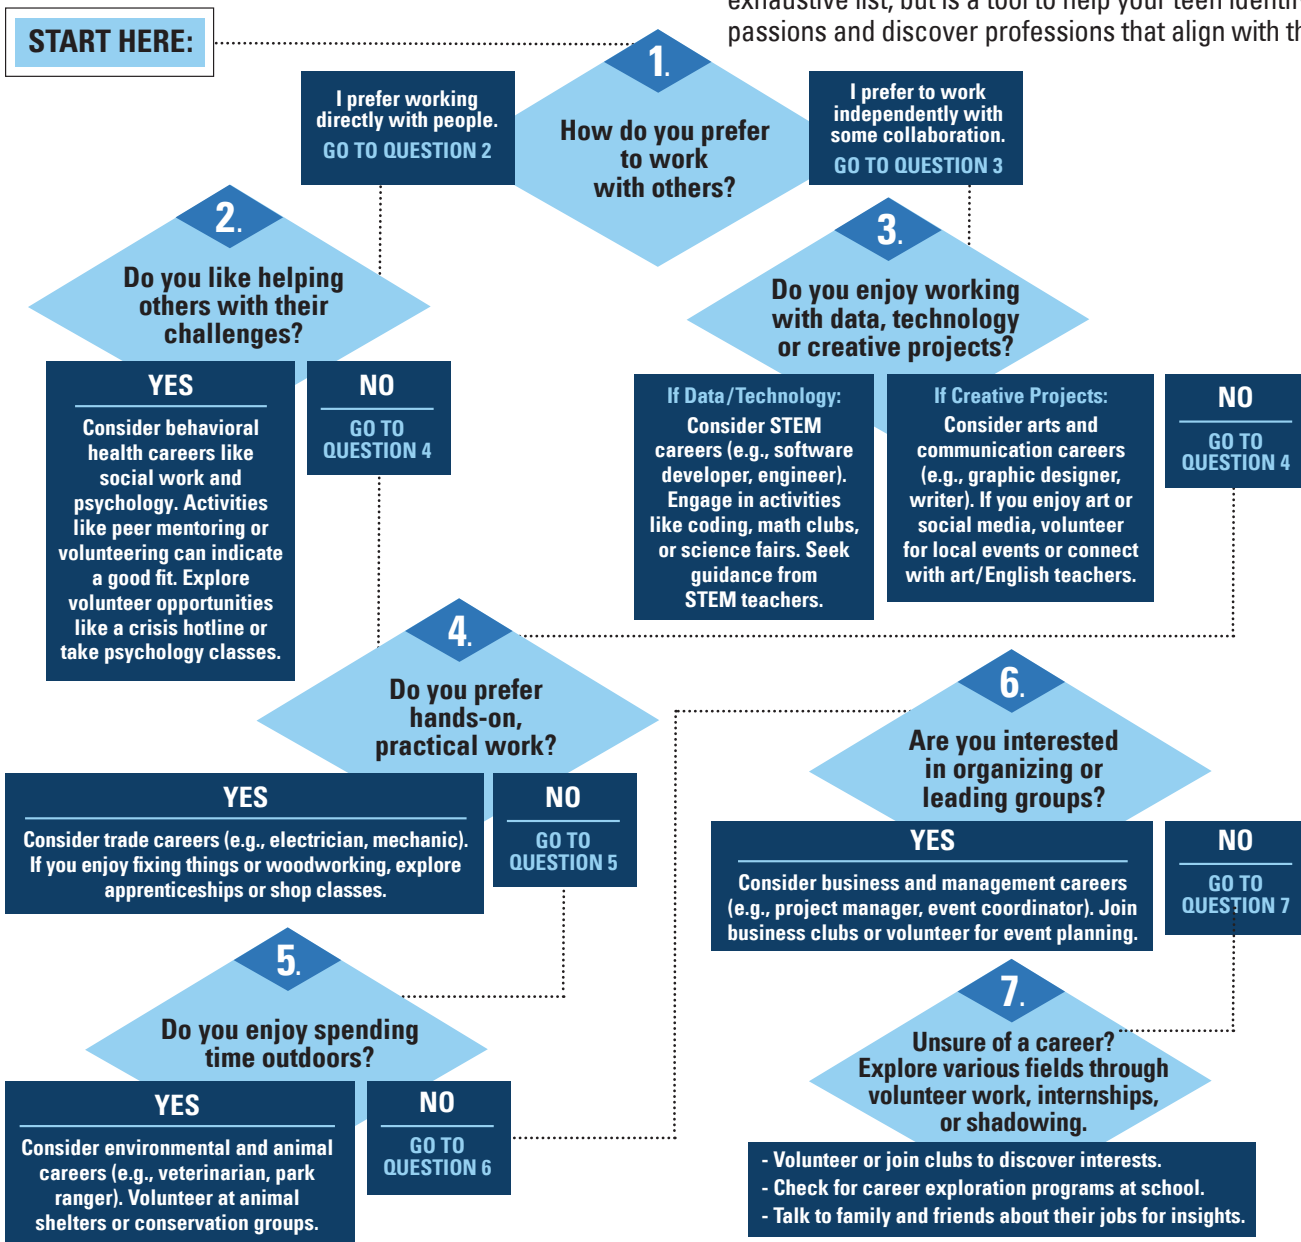 exhaustive list, but is a tool to help your teen identify
passions and discover professions that align with th
START HERE:
1.
How do you prefer
to work
with others?
I prefer working
directly with people.
GO TO QUESTION 2
I prefer to work
independently with
some collaboration.
GO TO QUESTION 3
2.
Do you like helping
others with their
challenges?
YES
Consider behavioral
health careers like
social work and
psychology. Activities
like peer mentoring or
volunteering can indicate
a good fit. Explore
volunteer opportunities
like a crisis hotline or
take psychology classes.
NO
GO TO
QUESTION 4
3.
Do you enjoy working
with data, technology
or creative projects?
If Data/Technology:
Consider STEM
careers (e.g., software
developer, engineer).
Engage in activities
like coding, math clubs,
or science fairs. Seek
guidance from
STEM teachers.
If Creative Projects:
Consider arts and
communication careers
(e.g., graphic designer,
writer). If you enjoy art or
social media, volunteer
for local events or connect
with art/English teachers.
NO
GO TO
QUESTION 4
4.
Do you prefer
hands-on,
practical work?
YES
Consider trade careers (e.g., electrician, mechanic).
If you enjoy fixing things or woodworking, explore
apprenticeships or shop classes.
NO
GO TO
QUESTION 5
5.
Do you enjoy spending
time outdoors?
YES
Consider environmental and animal
careers (e.g., veterinarian, park
ranger). Volunteer at animal
shelters or conservation groups.
NO
GO TO
QUESTION 6
6.
Are you interested
in organizing or
leading groups?
YES
Consider business and management careers
(e.g., project manager, event coordinator). Join
business clubs or volunteer for event planning.
NO
GO TO
QUESTION 7
7.
Unsure of a career?
Explore various fields through
volunteer work, internships,
or shadowing.
- Volunteer or join clubs to discover interests.
- Check for career exploration programs at school.
- Talk to family and friends about their jobs for insights.